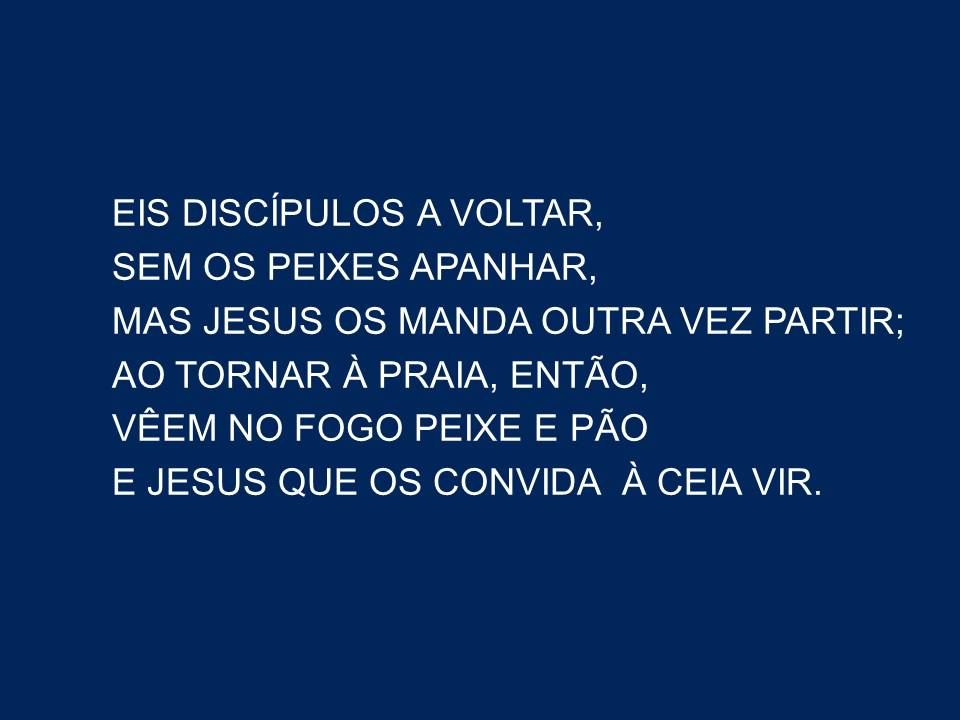 EIS DISCÍPULOS A VOLTAR,
SEM OS PEIXES APANHAR,
MAS JESUS OS MANDA OUTRA VEZ PARTIR;
AO TORNAR À PRAIA, ENTÃO,
VÊEM NO FOGO PEIXE E PÃO
E JESUS QUE OS CONVIDA  À CEIA VIR.